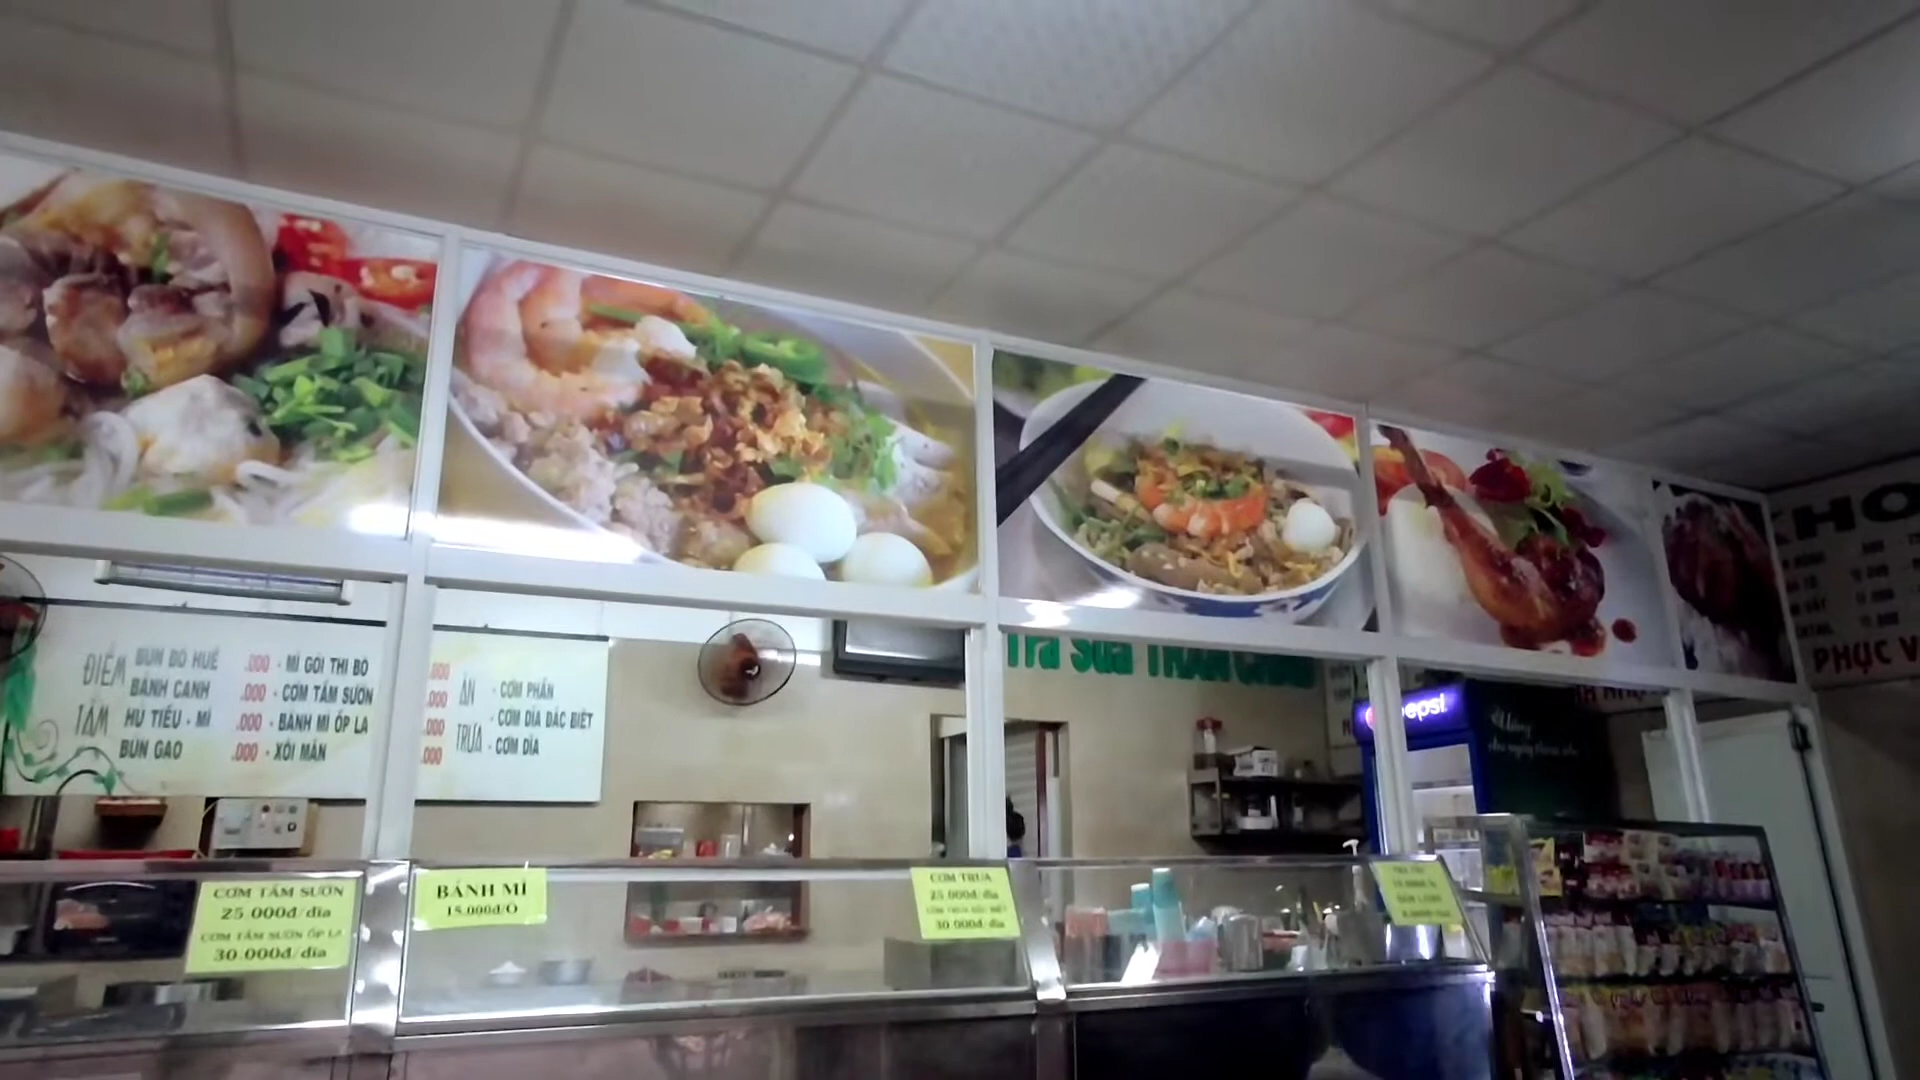 ĐIỂM
TÂM
BÚN BÒ HUẾ
BÁNH CANH
HỦ TIẾU - MÌ
BÚN GẠO
.000 - MÌ GÓI THỊ BÒ
.000 - CƠM TẤM SƯỜN
.000 - BÁNH MÌ ỐP LA
.000 - XÔI MẶN
.000
.000
.000
.000
ĂN
TRƯA
- CƠM PHẦN
- CƠM DĨA ĐẶC BIỆT
- CƠM DĨA
Trà Sữa TRÂN CHÂU
pepsi
KHO
PHỤC V
CƠM TẤM SƯỜN
25 000đ/dĩa
CƠM TẤM SƯỜN ỐP LA
30.000đ/dĩa
BÁNH MÌ
15.000đ/Ổ
CƠM TRƯA
25.000đ/dĩa
30 000đ/dĩa